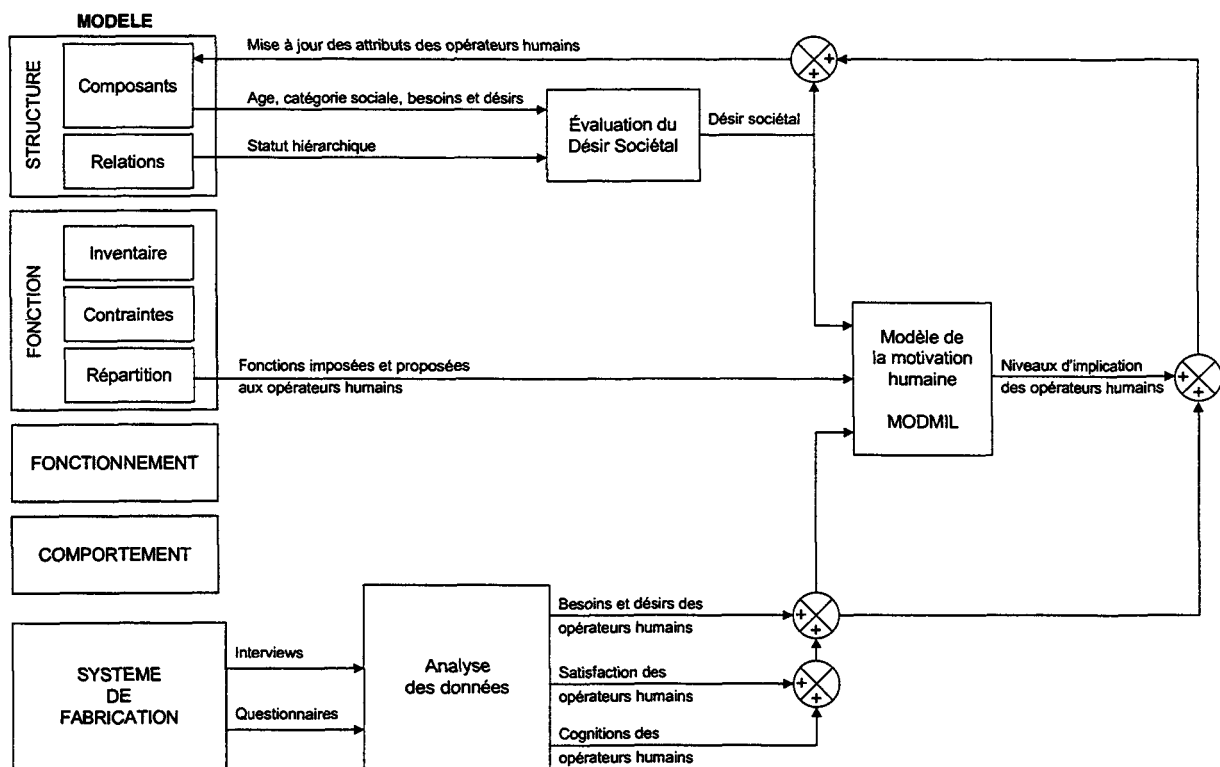 MODELE
STRUCTURE
Composants
Relations
Mise à jour des attributs des opérateurs humains
Age, catégorie sociale, besoins et désirs
Statut hiérarchique
Évaluation du
Désir Sociétal
Désir sociétal
+
+
FONCTION
Inventaire
Contraintes
Répartition
Fonctions imposées et proposées
aux opérateurs humains
Modèle de
la motivation
humaine
MODMIL
Niveaux d'implication
des opérateurs humains
+
+
FONCTIONNEMENT
COMPORTEMENT
SYSTEME
DE
FABRICATION
Interviews
Questionnaires
Analyse
des données
Besoins et désirs des
opérateurs humains
+
+
Satisfaction des
opérateurs humains
+
+
Cognitions des
opérateurs humains